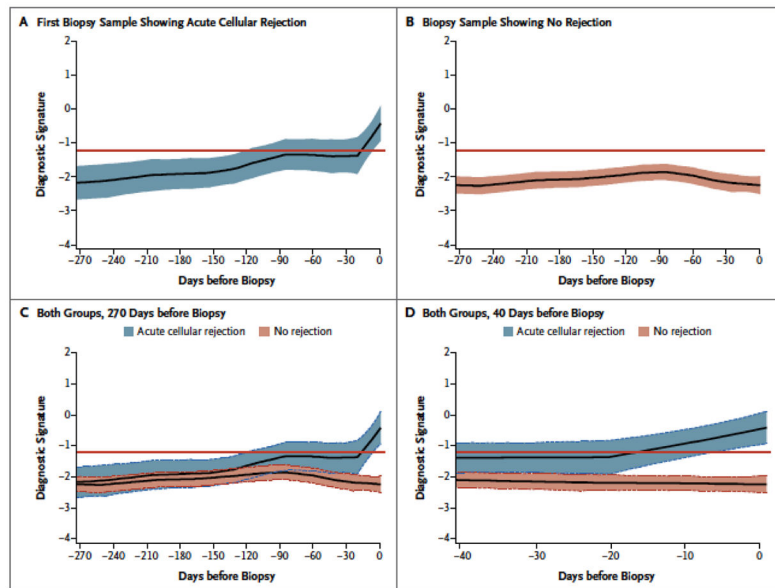 A First Biopsy Sample Showing Acute Cellular Rejection
Diagnostic Signature
2
1
0
−1
−2
−3
−4
−270 −240 −210 −180 −150 −120 −90 −60 −30 0
Days before Biopsy
B Biopsy Sample Showing No Rejection
Diagnostic Signature
2
1
0
−1
−2
−3
−4
−270 −240 −210 −180 −150 −120 −90 −60 −30 0
Days before Biopsy
C Both Groups, 270 Days before Biopsy
Acute cellular rejection No rejection
Diagnostic Signature
2
1
0
−1
−2
−3
−4
−270 −240 −210 −180 −150 −120 −90 −60 −30 0
Days before Biopsy
D Both Groups, 40 Days before Biopsy
Acute cellular rejection No rejection
Diagnostic Signature
2
1
0
−1
−2
−3
−4
−40 −30 −20 −10 0
Days before Biopsy